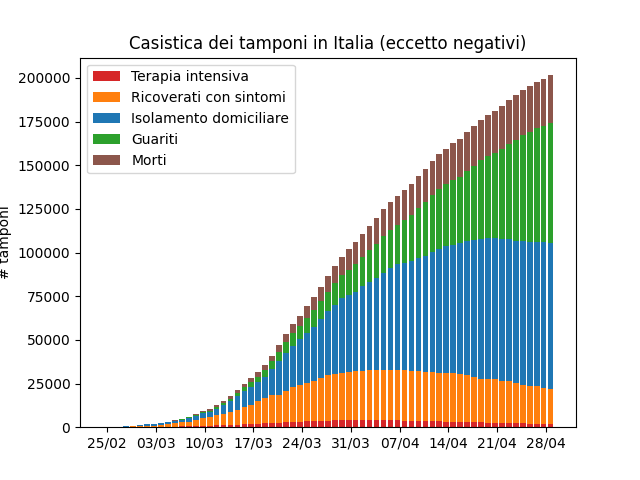 Casistica dei tamponi in Italia (eccetto negativi)
Terapia intensiva
Ricoverati con sintomi
Isolamento domiciliare
Guariti
Morti
# tamponi
200000
175000
150000
125000
100000
75000
50000
25000
0
25/02 03/03 10/03 17/03 24/03 31/03 07/04 14/04 21/04 28/04